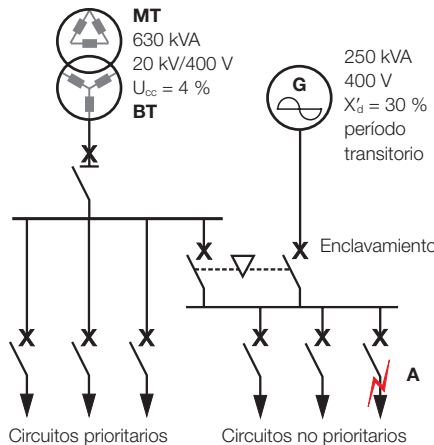 MT
630 kVA
20 kV/400 V
Ucc = 4 %
BT
250 kVA
400 V
X'd = 30 %
período
transitorio
G
Enclavamiento
A
Circuitos prioritarios
Circuitos no prioritarios